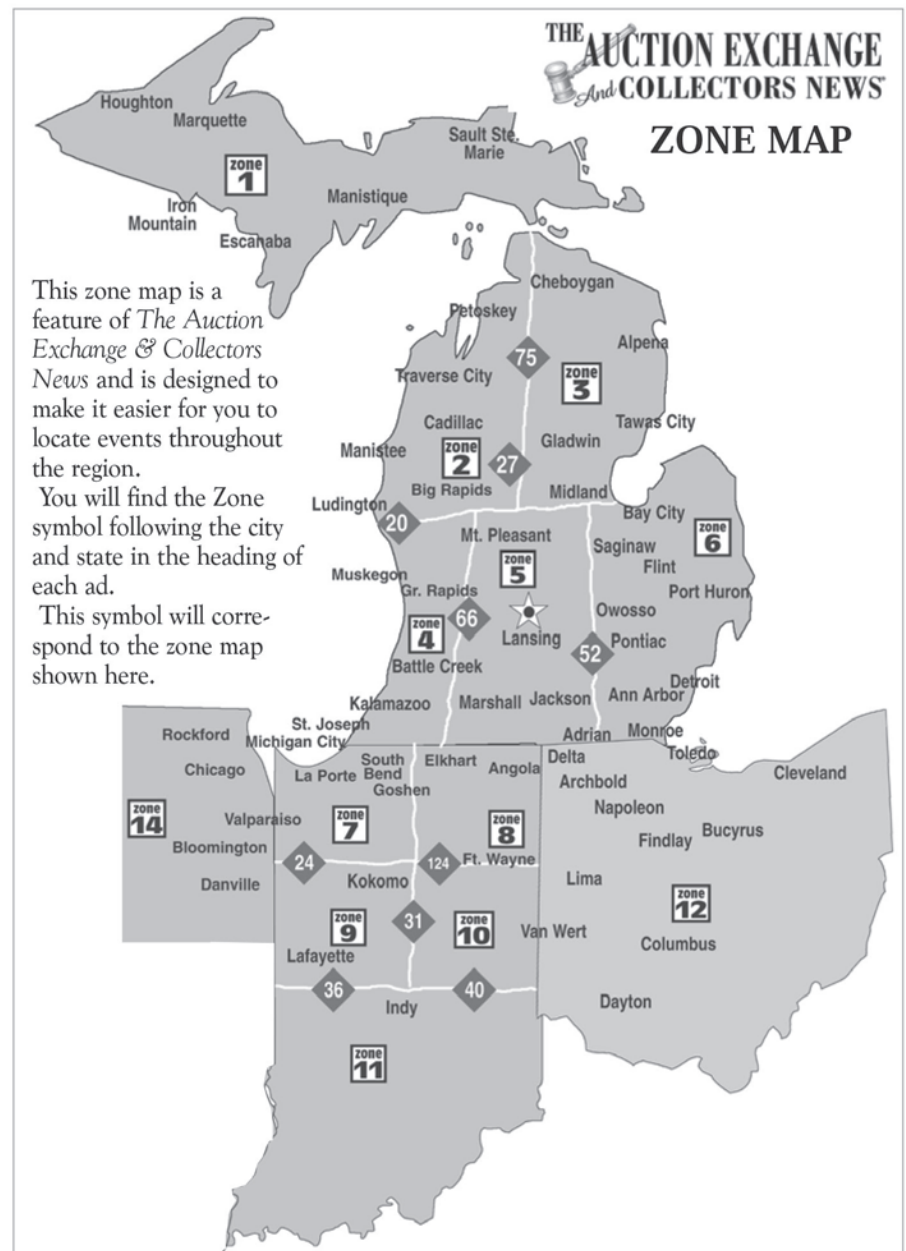 THE
AUCTION EXCHANGE
And COLLECTORS NEWS
ZONE MAP
Houghton
Marquette
Sault Ste.
Marie
zone
1
Manistique
Iron
Mountain
Escanaba
This zone map is a
feature of The Auction
Exchange & Collectors
News and is designed to
make it easier for you to
locate events throughout
the region.
You will find the Zone
symbol following the city
and state in the heading of
each ad.
This symbol will corre-
spond to the zone map
shown here.
Cheboygan
Petoskey
Alpena
75
Traverse City
zone
3
Cadillac
Tawas City
Manistee
Gladwin
zone
2
27
Big Rapids
Midland
Ludington
20
Bay City
Mt. Pleasant
zone
6
Saginaw
zone
5
Flint
Muskegon
Gr. Rapids
Port Huron
66
Owosso
zone
4
Lansing
52
Pontiac
Battle Creek
Detroit
Kalamazoo
Marshall
Jackson
Ann Arbor
St. Joseph
Michigan City
Adrian
Monroe
Toledo
Rockford
Chicago
La Porte
South
Bend
Goshen
Elkhart
Angola
Delta
Archbold
Cleveland
Napoleon
zone
14
Valparaiso
zone
7
zone
8
Findlay
Bucyrus
Bloomington
24
124
Ft. Wayne
Danville
Kokomo
Lima
zone
12
zone
9
31
zone
10
Van Wert
Columbus
Lafayette
36
40
Indy
Dayton
zone
11